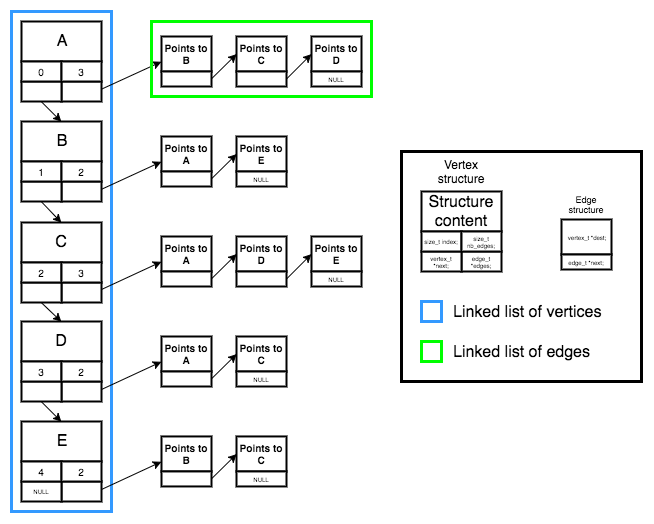 A
0 3
Points to
B
Points to
C
Points to
D
NULL
B
1 2
Points to
A
Points to
E
NULL
C
2 3
Points to
A
Points to
D
Points to
E
NULL
D
3 2
Points to
A
Points to
C
NULL
E
4 2
NULL
Points to
B
Points to
C
NULL
Vertex
structure
Structure
content
size_t index;
size_t
nb_edges;
vertex_t
*next;
edge_t
*edges;
Edge
structure
vertex_t *dest;
edge_t *next;
Linked list of vertices
Linked list of edges